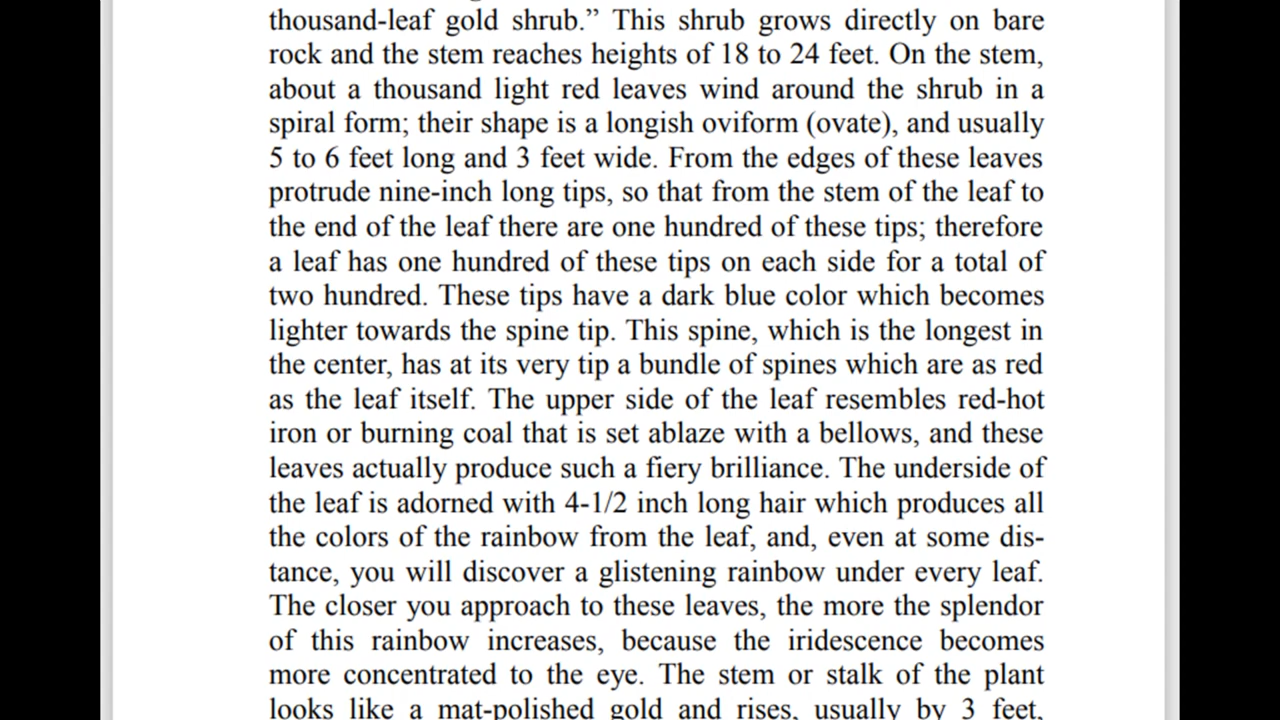 thousand-leaf gold shrub.” This shrub grows directly on bare
rock and the stem reaches heights of 18 to 24 feet. On the stem,
about a thousand light red leaves wind around the shrub in a
spiral form; their shape is a longish oviform (ovate), and usually
5 to 6 feet long and 3 feet wide. From the edges of these leaves
protrude nine-inch long tips, so that from the stem of the leaf to
the end of the leaf there are one hundred of these tips; therefore
a leaf has one hundred of these tips on each side for a total of
two hundred. These tips have a dark blue color which becomes
lighter towards the spine tip. This spine, which is the longest in
the center, has at its very tip a bundle of spines which are as red
as the leaf itself. The upper side of the leaf resembles red-hot
iron or burning coal that is set ablaze with a bellows, and these
leaves actually produce such a fiery brilliance. The underside of
the leaf is adorned with 4-1/2 inch long hair which produces all
the colors of the rainbow from the leaf, and, even at some dis-
tance, you will discover a glistening rainbow under every leaf.
The closer you approach to these leaves, the more the splendor
of this rainbow increases, because the iridescence becomes
more concentrated to the eye. The stem or stalk of the plant
looks like a mat-polished gold and rises, usually by 3 feet,